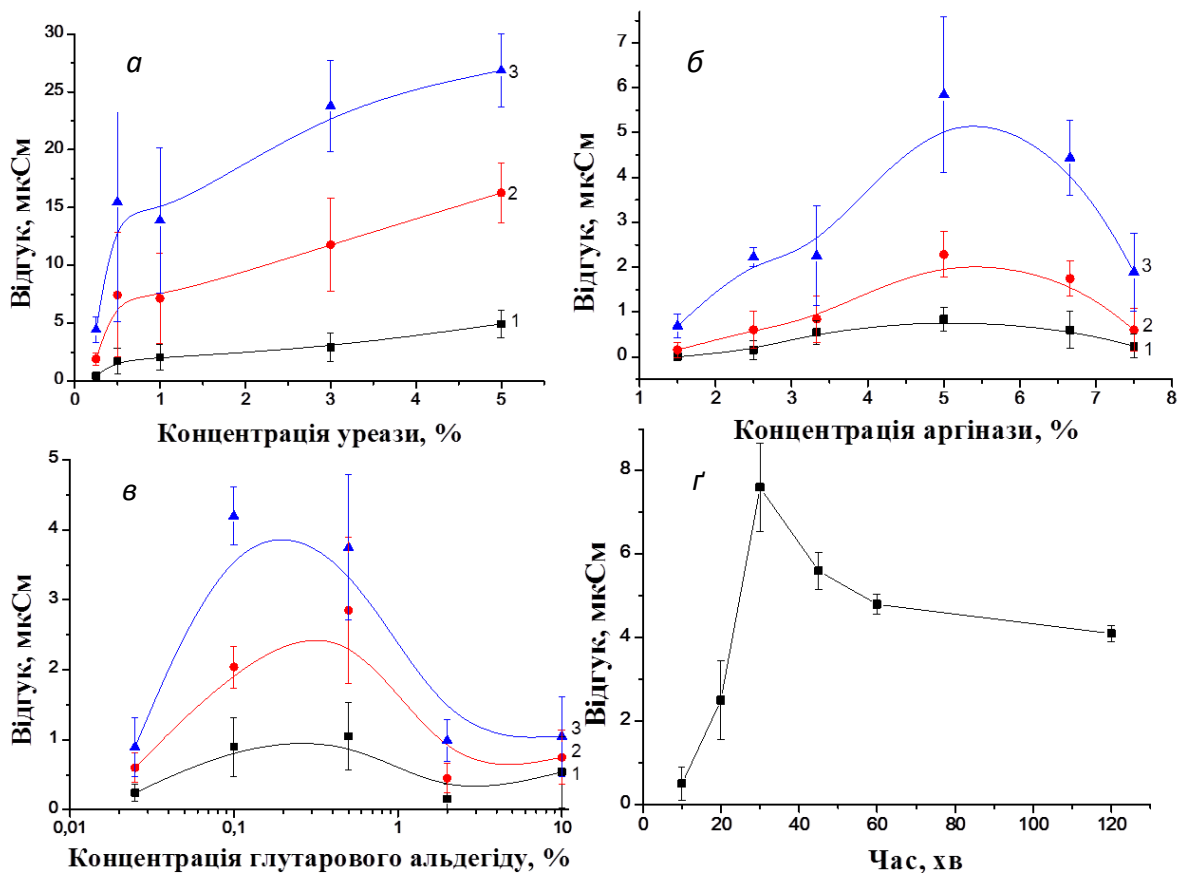 а
Відгук, мкСм
30
25
20
15
10
5
0
3
2
1
0 1 2 3 4 5
Концентрація уреази, %
б
Відгук, мкСм
7
6
5
4
3
2
1
0
3
2
1
1 2 3 4 5 6 7 8
Концентрація аргінази, %
в
Відгук, мкСм
5
4
3
2
1
0
3
2
1
0,01 0,1 1 10
Концентрація глутарового альдегіду, %
ґ
Відгук, мкСм
8
6
4
2
0
0 20 40 60 80 100 120
Час, хв